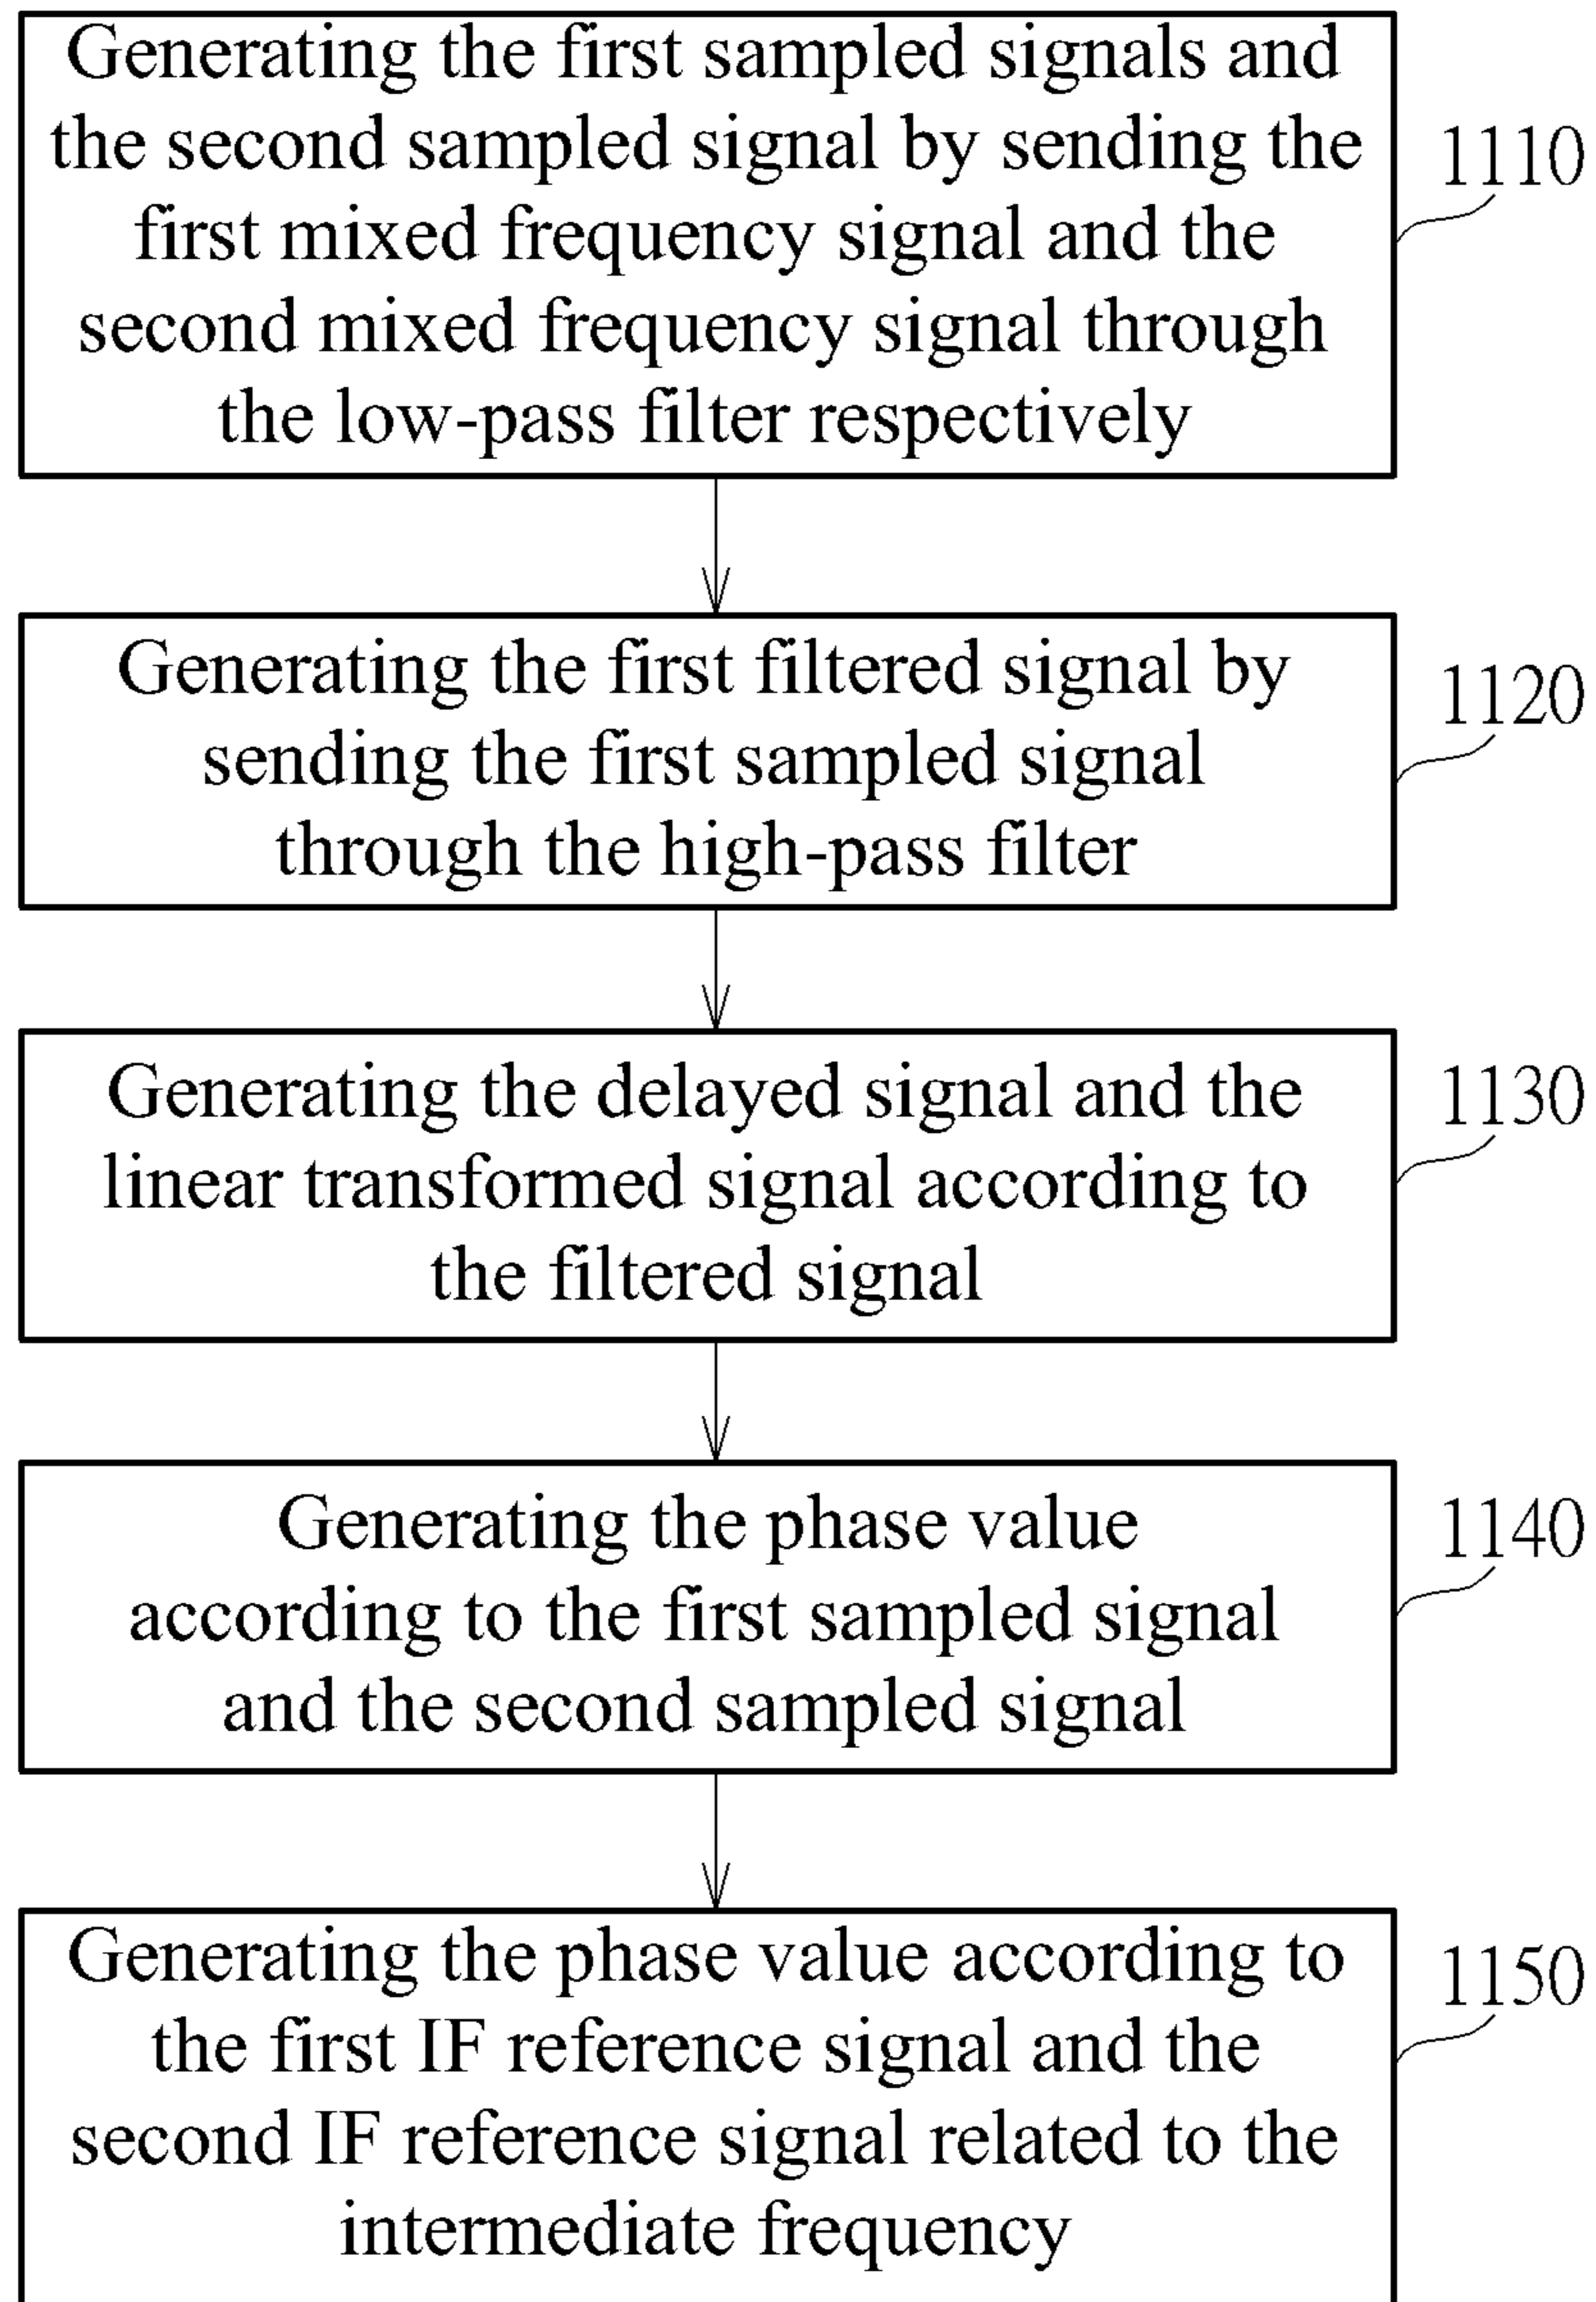 Generating the first sampled signals and
the second sampled signal by sending the
first mixed frequency signal and the
second mixed frequency signal through
the low-pass filter respectively
1110
Generating the first filtered signal by
sending the first sampled signal
through the high-pass filter
1120
Generating the delayed signal and the
linear transformed signal according to
the filtered signal
1130
Generating the phase value
according to the first sampled signal
and the second sampled signal
1140
Generating the phase value according to
the first IF reference signal and the
second IF reference signal related to the
intermediate frequency
1150